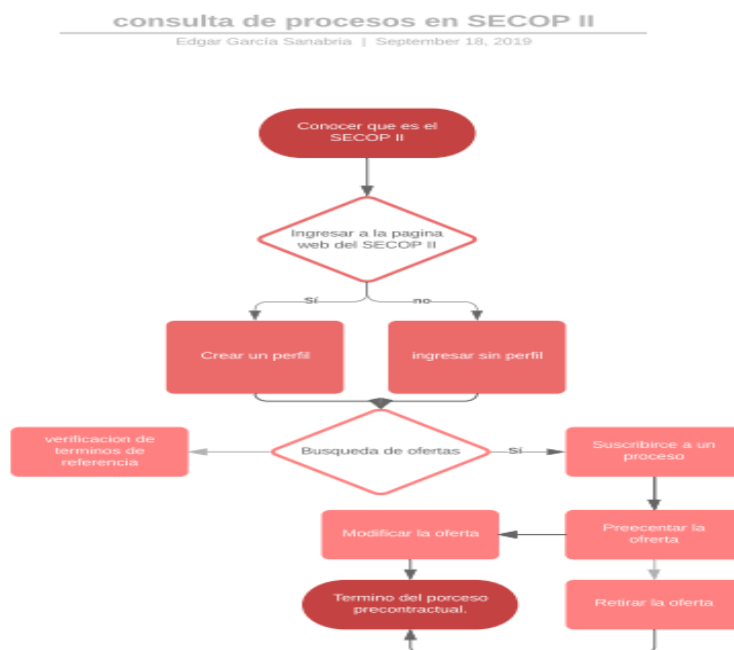 consulta de procesos en SECOP II
Edgar García Sanabria | September 18, 2019
Conocer que es el
SECOP II
Ingresar a la pagina
web del SECOP II
Sí
no
Crear un perfil
ingresar sin perfil
verificacion de
terminos de
referencia
Busqueda de ofertas
Sí
Suscribirce a un
proceso
Modificar la oferta
Preecentar la
ofrerta
Termino del porceso
precontractual.
Retirar la oferta